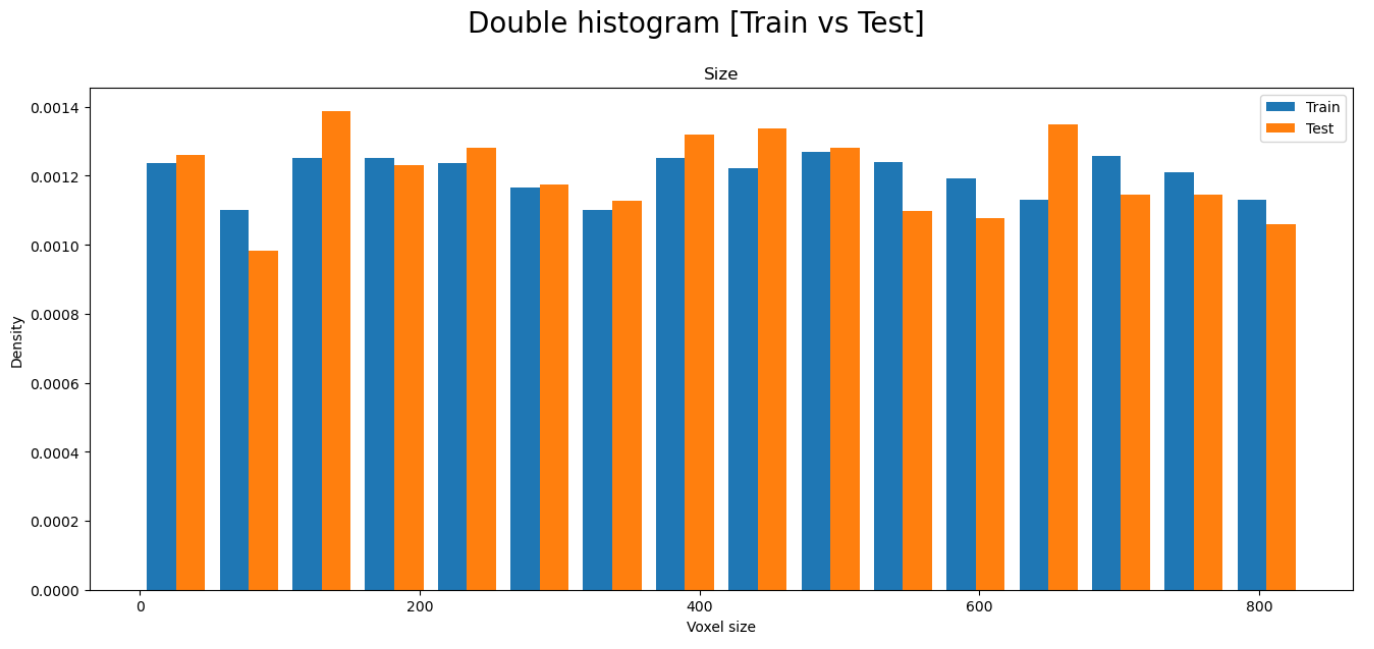 Double histogram [Train vs Test]
Size
Train
Test
0.0014
0.0012
0.0010
0.0008
0.0006
0.0004
0.0002
0.0000
Density
0 200 400 600 800
Voxel size